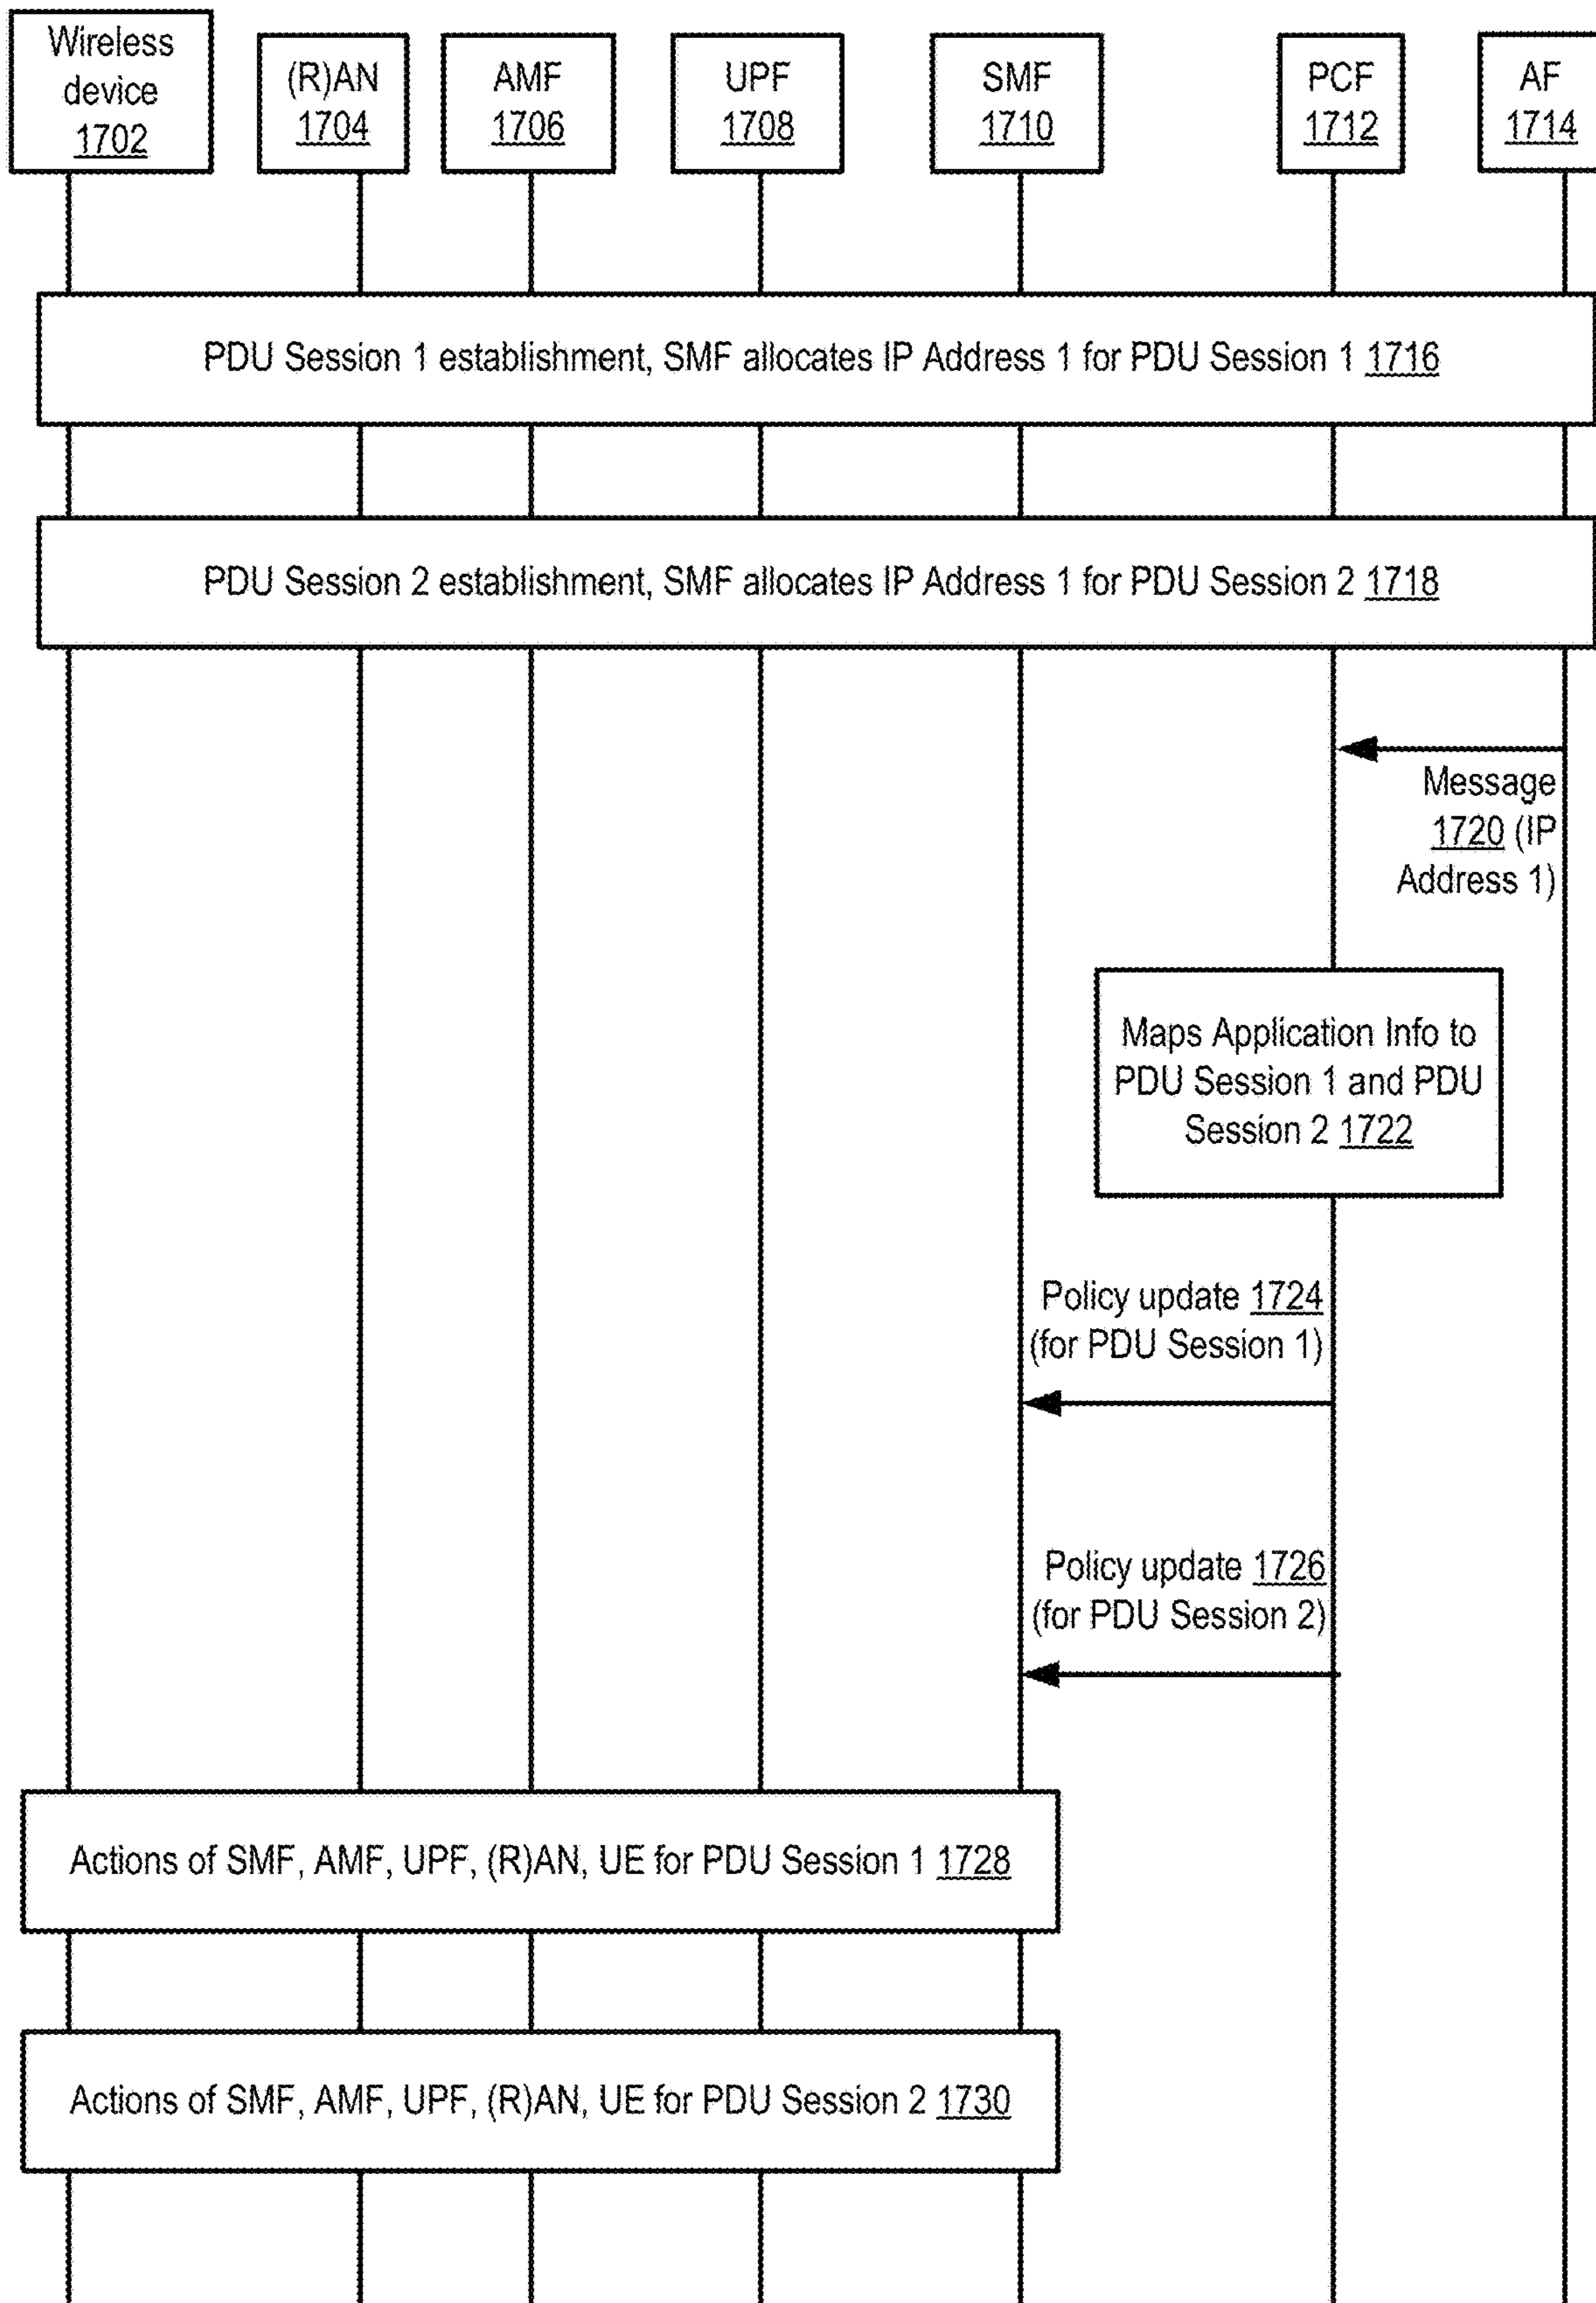 Wireless
device
1702
(R)AN
1704
AMF
1706
UPF
1708
SMF
1710
PCF
1712
AF
1714
PDU Session 1 establishment, SMF allocates IP Address 1 for PDU Session 1 1716
PDU Session 2 establishment, SMF allocates IP Address 1 for PDU Session 2 1718
Message
1720 (IP
Address 1)
Maps Application Info to
PDU Session 1 and PDU
Session 2 1722
Policy update 1724
(for PDU Session 1)
Policy update 1726
(for PDU Session 2)
Actions of SMF, AMF, UPF, (R)AN, UE for PDU Session 1 1728
Actions of SMF, AMF, UPF, (R)AN, UE for PDU Session 2 1730